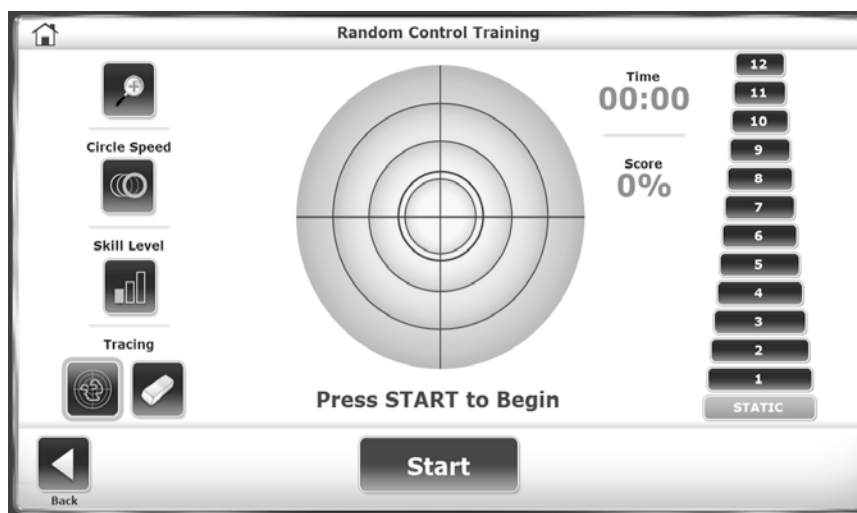 Random Control Training
Circle Speed
Skill Level
Tracing
Time
00:00
Score
0%
12
11
10
9
8
7
6
5
4
3
2
1
STATIC
Press START to Begin
Start
Back